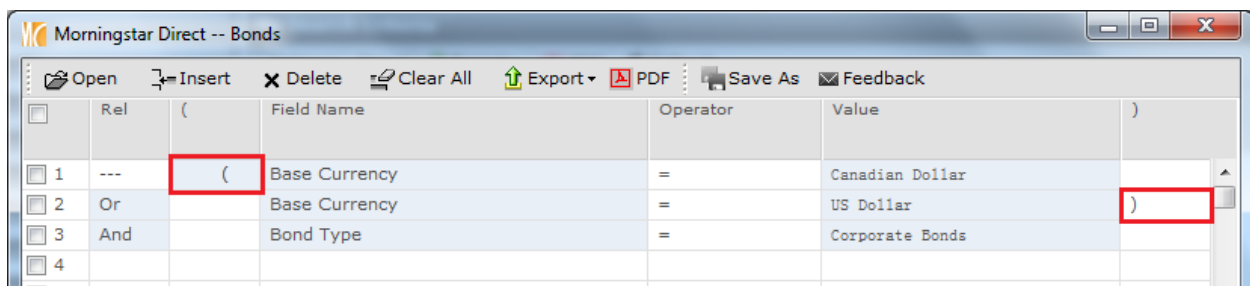 Morningstar Direct -- Bonds
Open Insert Delete Clear All Export PDF Save As Feedback
Rel ( Field Name Operator Value )
1 --- ( Base Currency = Canadian Dollar
2 Or Base Currency = US Dollar )
3 And Bond Type = Corporate Bonds
4